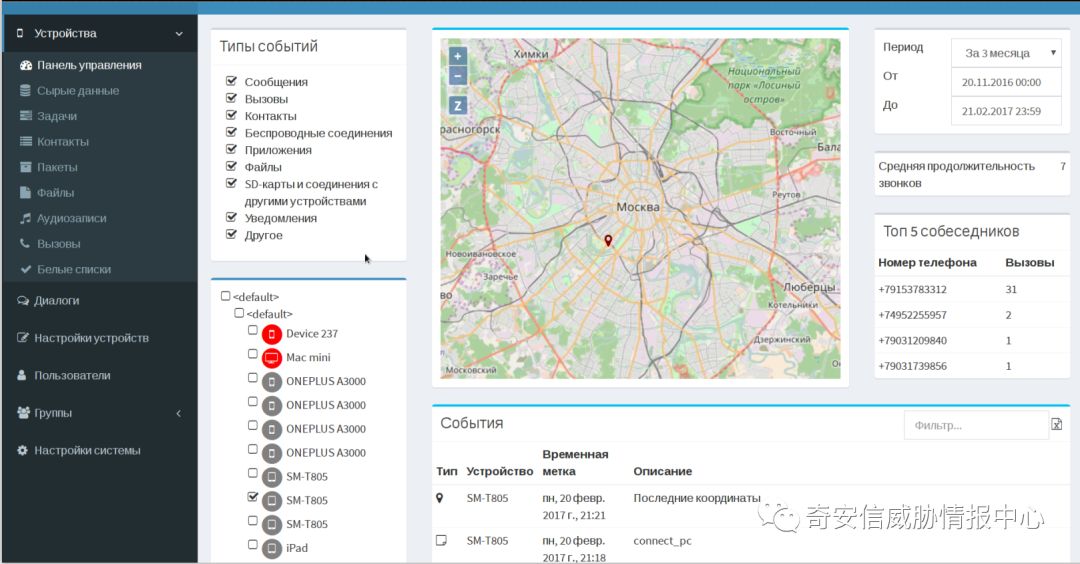 Устройства
Панель управления
Сырые данные
Задачи
Контакты
Пакеты
Файлы
Аудиозаписи
Вызовы
Белые списки
Диалоги
Настройки устройств
Пользователи
Группы
Настройки системы
Типы событий
Сообщения
Вызовы
Контакты
Беспроводные соединения
Приложения
Файлы
SD-карты и соединения с
другими устройствами
Уведомления
Другое
<default>
<default>
Device 237
Mac mini
ONEPLUS A3000
ONEPLUS A3000
ONEPLUS A3000
ONEPLUS A3000
SM-T805
SM-T805
SM-T805
iPad
+
−
Z
Химки
Национальный
парк «Лосиный
остров»
расногорск
Восточный
Бала
Москва
Реутов
Новоивановское
Заречье
во
Люберцы
Котельники
Дзержинский
Московский
Ос
Период
За 3 месяца
От
20.11.2016 00:00
До
21.02.2017 23:59
Средняя продолжительность 7
звонков
Топ 5 собеседников
Номер телефона Вызовы
+79153783312 31
+74952255957 2
+79031209840 1
+79031739856 1
События
Фильтр...
Временная
Тип Устройство метка Описание
SM-T805 пн, 20 февр. Последние координаты
2017 г., 21:21
SM-T805 пн, 20 февр. connect_pc
2017 г., 21:18
奇安信威胁情报中心